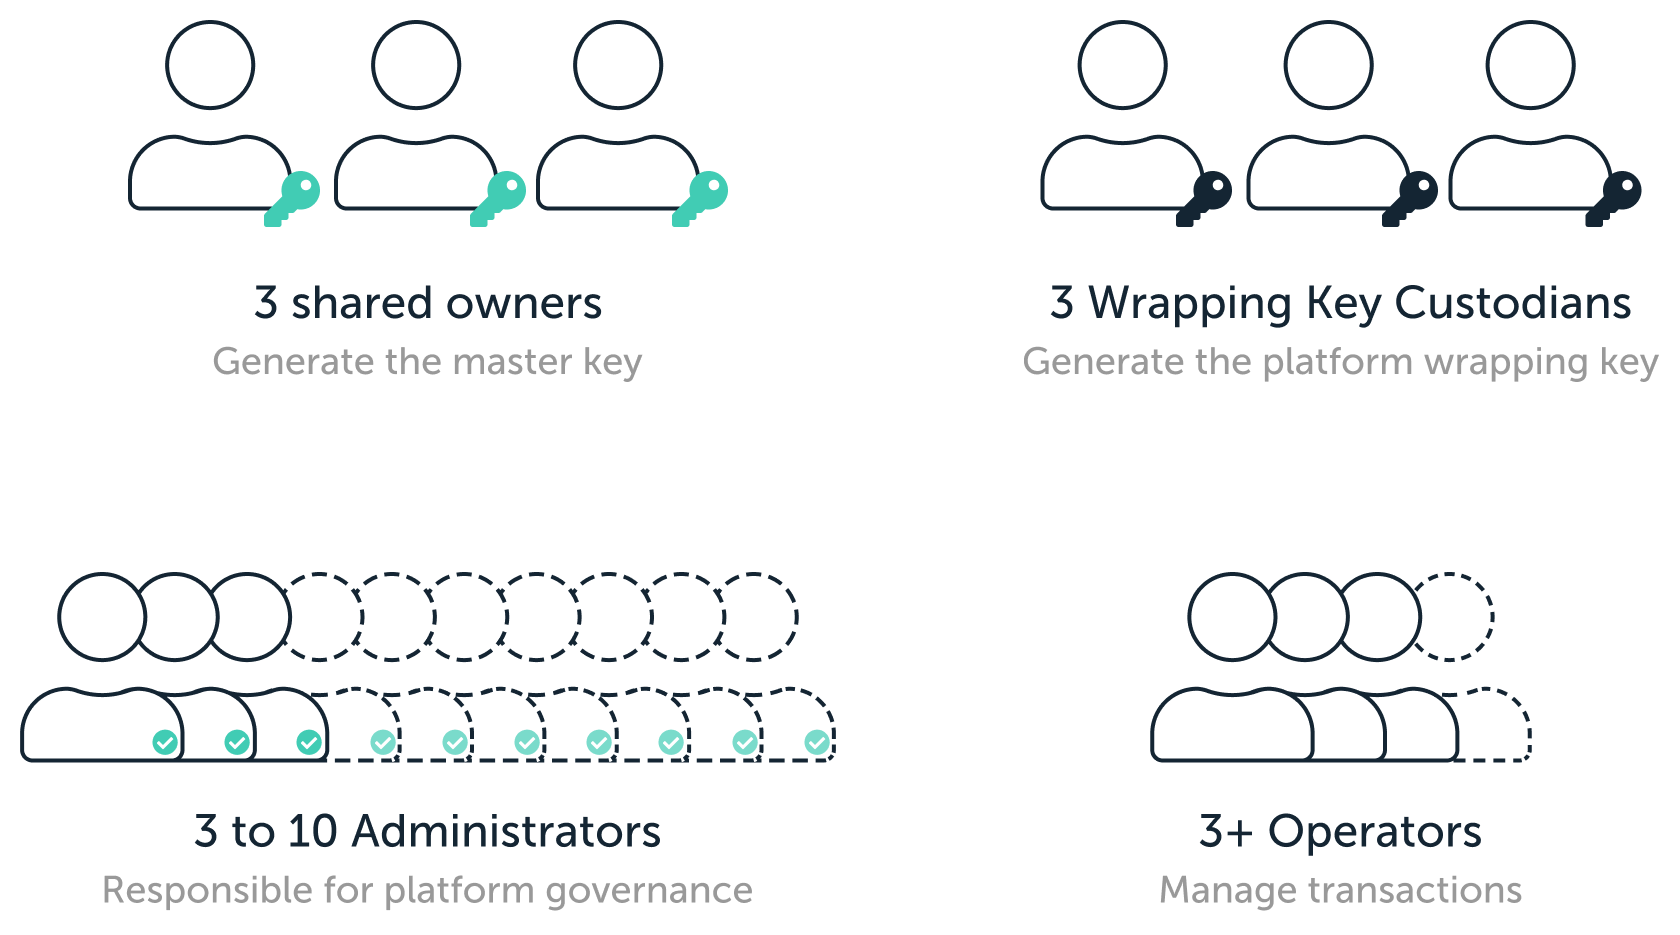 3 shared owners
Generate the master key
3 Wrapping Key Custodians
Generate the platform wrapping key
3 to 10 Administrators
Responsible for platform governance
3+ Operators
Manage transactions